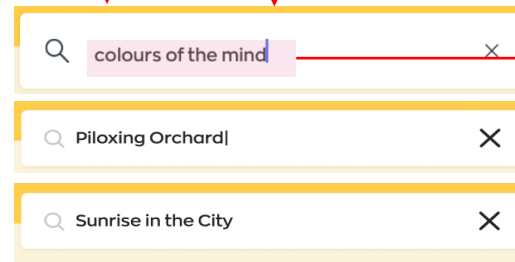 colours of the mind
Piloxing Orchard
Sunrise in the City